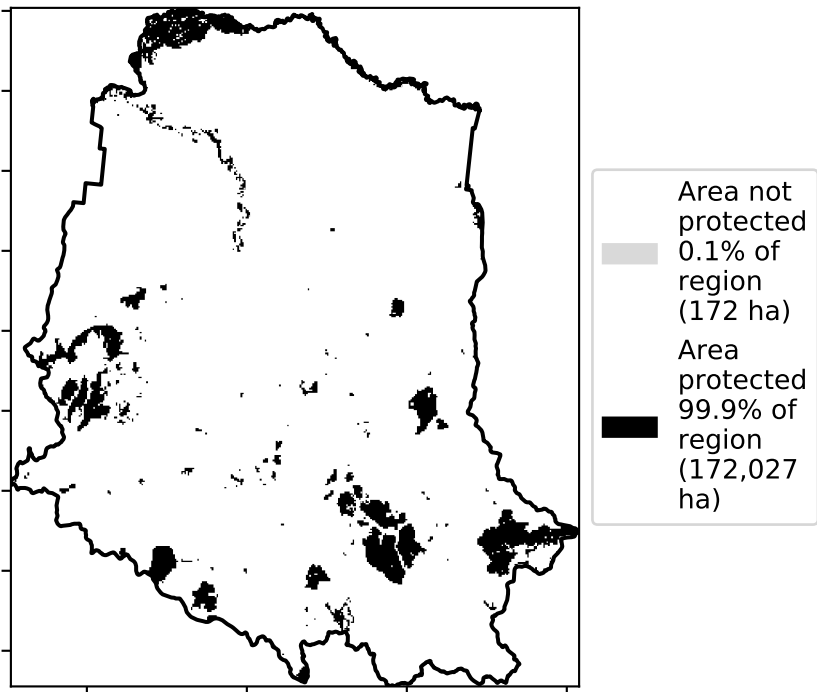 Area not
protected
0.1% of
region
(172 ha)
Area
protected
99.9% of
region
(172,027
ha)